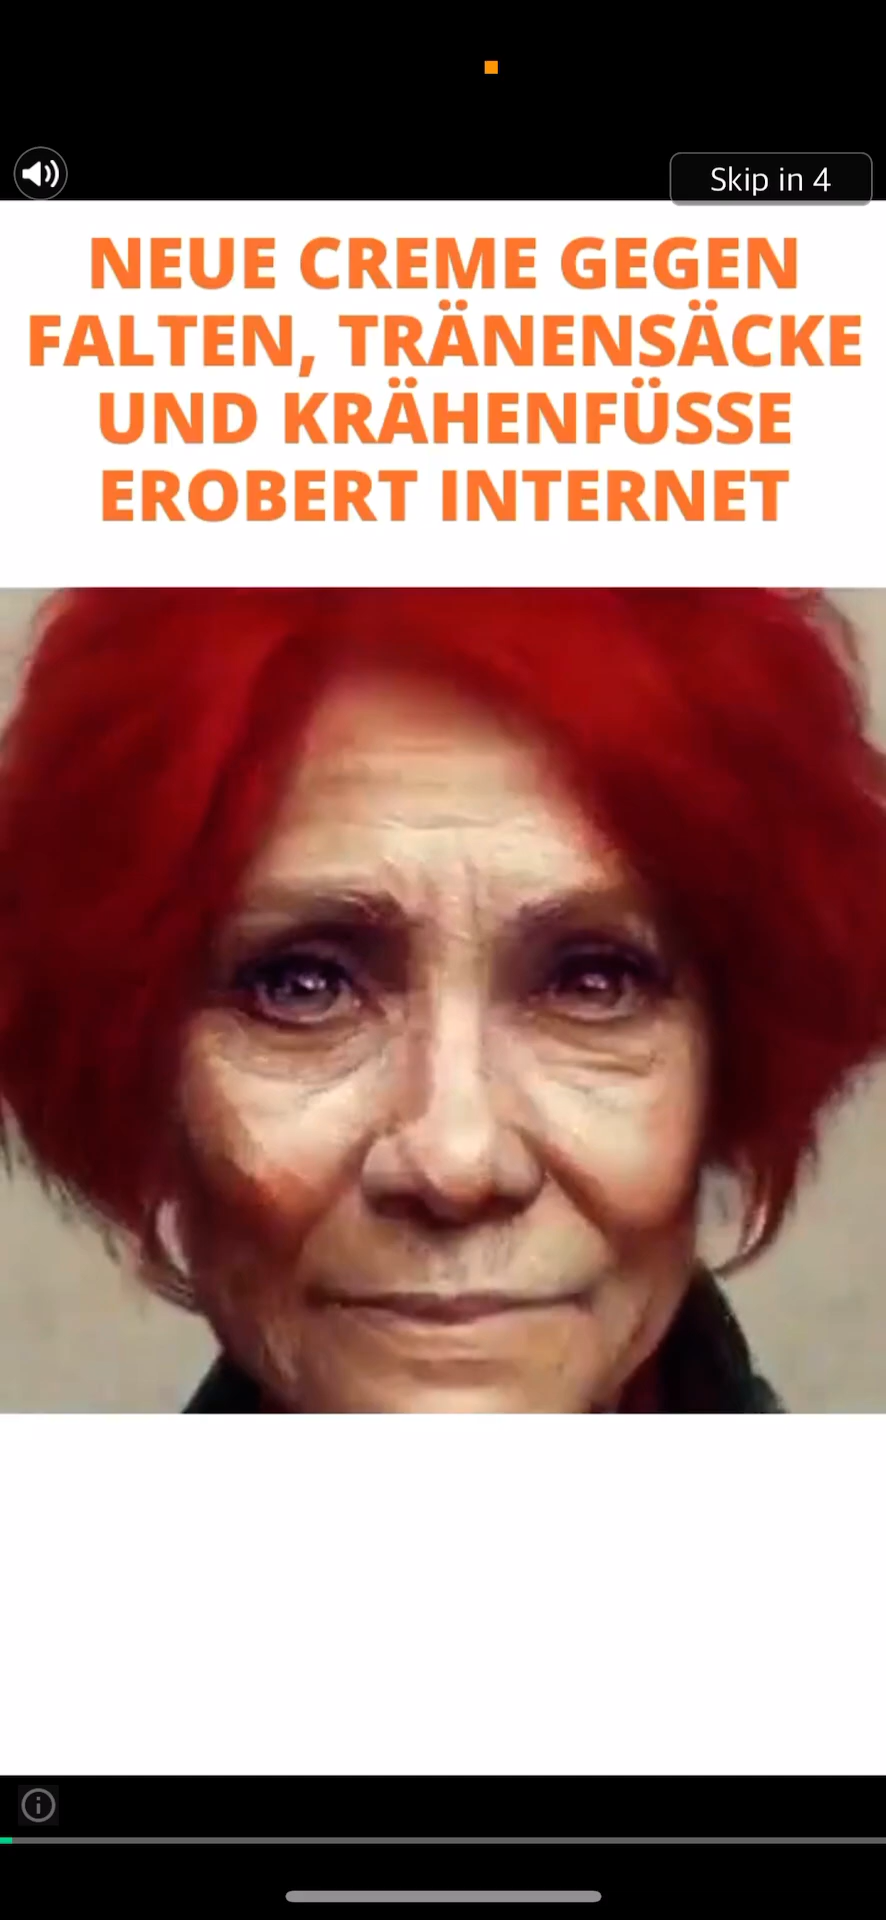 Skip in 4
NEUE CREME GEGEN
FALTEN, TRÄNENSÄCKE
UND KRÄHENFÜSSE
EROBERT INTERNET